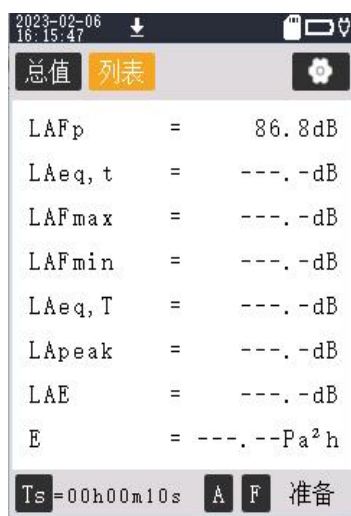 2023-02-06
16:15:47
总值 列表
LAFp = 86.8dB
LAeq,t = ---.-dB
LAFmax = ---.-dB
LAFmin = ---.-dB
LAeq,T = ---.-dB
LApeak = ---.-dB
LAE = ---.-dB
E = ---.--Pa²h
Ts=00h00m10s A F 准备